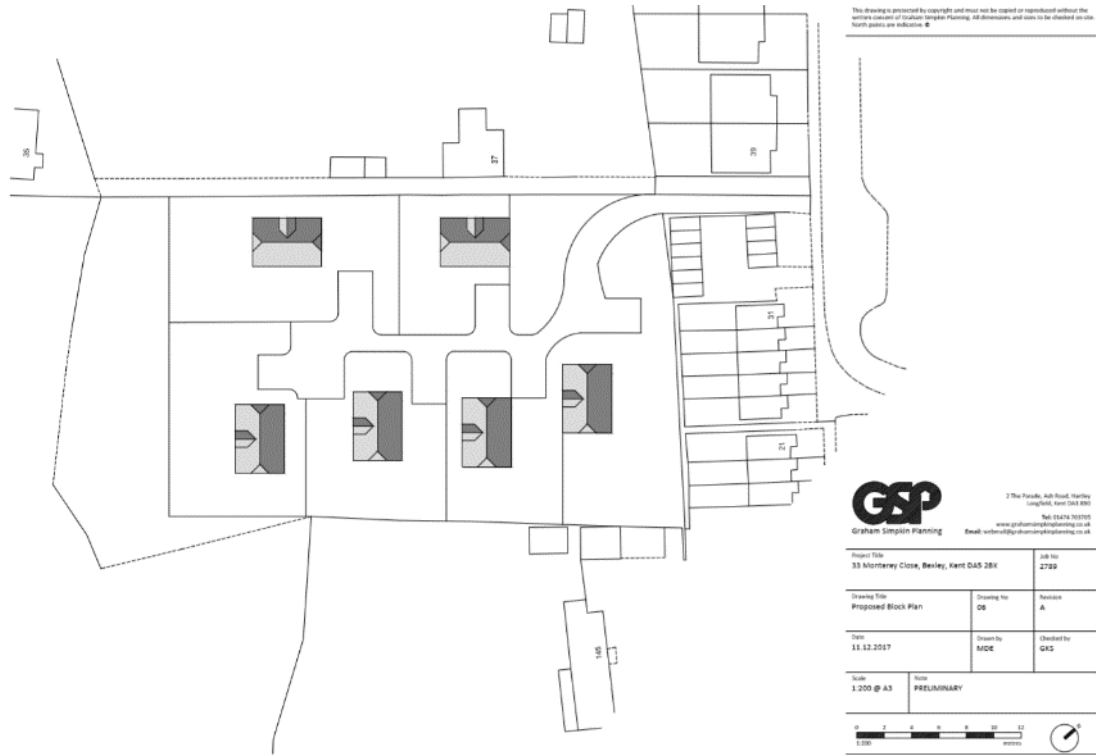 This drawing is protected by copyright and must not be copied or reproduced without the
written consent of Graham Simpkin Planning. All dimensions and sizes to be checked on site.
North points are indicative. ©
35
37
39
31
21
145
GSP
Graham Simpkin Planning
2 The Parade, Ash Road, Hartley
Longfield, Kent DA3 8BG
Tel: 01474 703705
www.grahamsimpkinplanning.co.uk
Email: webmail@grahamsimpkinplanning.co.uk
Project Title
33 Monterey Close, Bexley, Kent DA5 2BX
Job No
2789
Drawing Title
Proposed Block Plan
Drawing No
08
Revision
A
Date
11.12.2017
Drawn by
MDE
Checked by
GKS
Scale
1:200 @ A3
Note
PRELIMINARY
0 2 4 6 8 10 12
1:200 metres